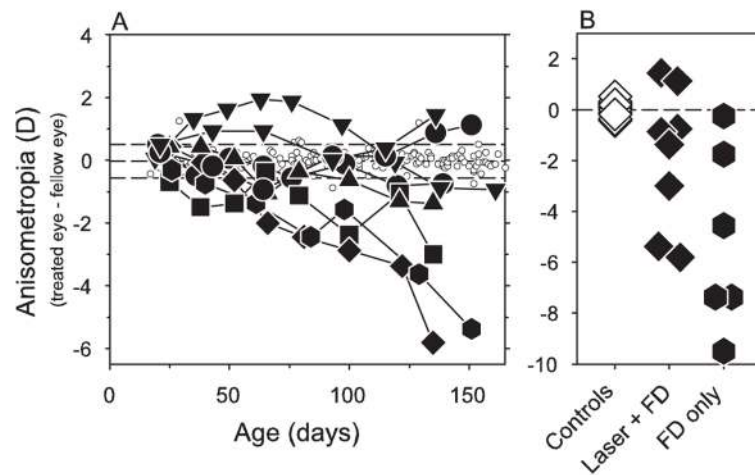 A
B
Anisometropia (D)
(treated eye - fellow eye)
4
2
0
-2
-4
-6
0
50
100
150
Age (days)
2
0
-2
-4
-6
-8
-10
Controls
Laser + FD
FD only